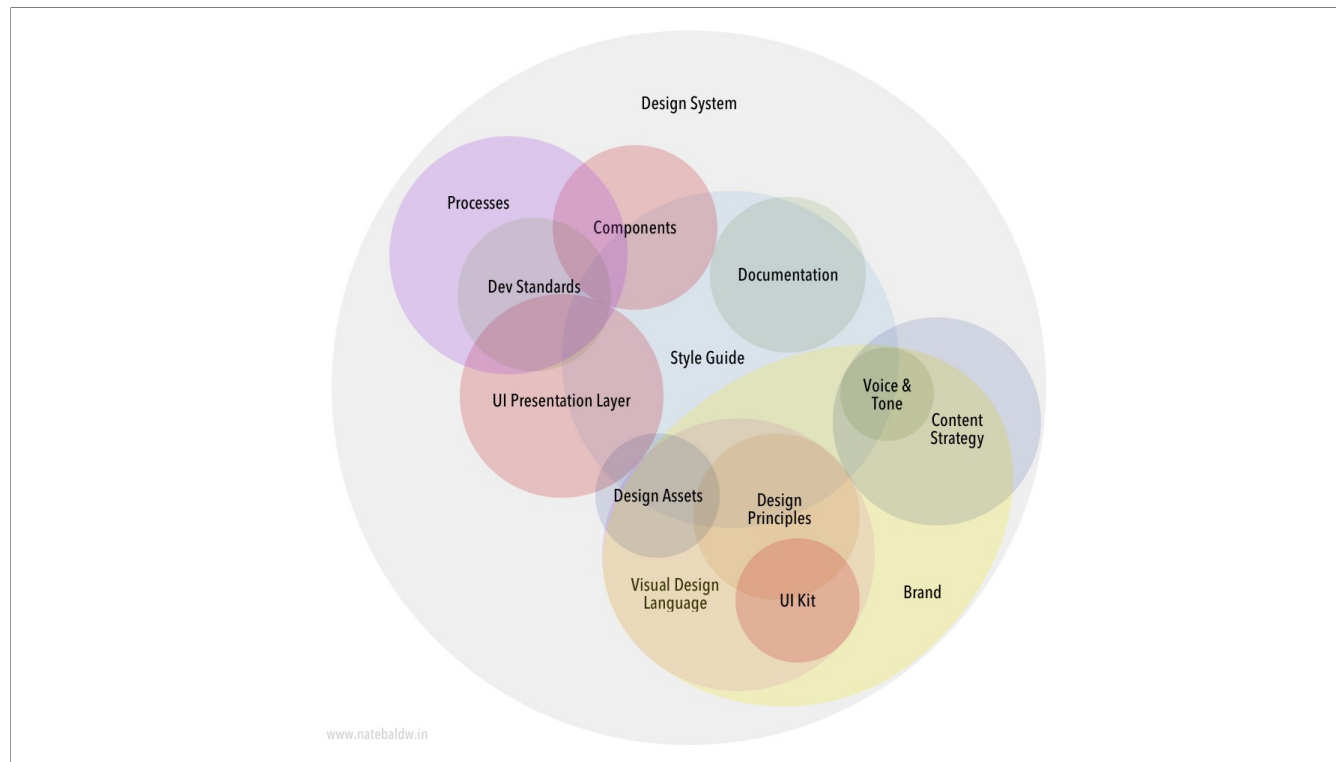 Design System
Processes
Components
Documentation
Dev Standards
Style Guide
UI Presentation Layer
Voice &
Tone
Content
Strategy
Design Assets
Design
Principles
Visual Design
Language
UI Kit
Brand
www.natebaldw.in